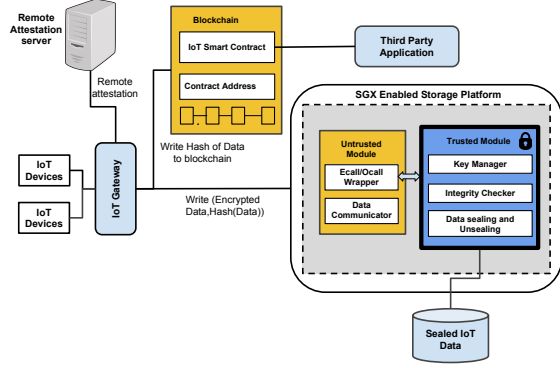 Remote
Attestation
server
Remote
attestation
IoT
Devices
IoT
Devices
IoT Gateway
Blockchain
IoT Smart Contract
Contract Address
Write Hash of Data
to blockchain
Write (Encrypted
Data,Hash(Data))
Third Party
Application
SGX Enabled Storage Platform
Untrusted
Module
Ecall/Ocall
Wrapper
Data
Communicator
Trusted Module
Key Manager
Integrity Checker
Data sealing and
Unsealing
Sealed IoT
Data